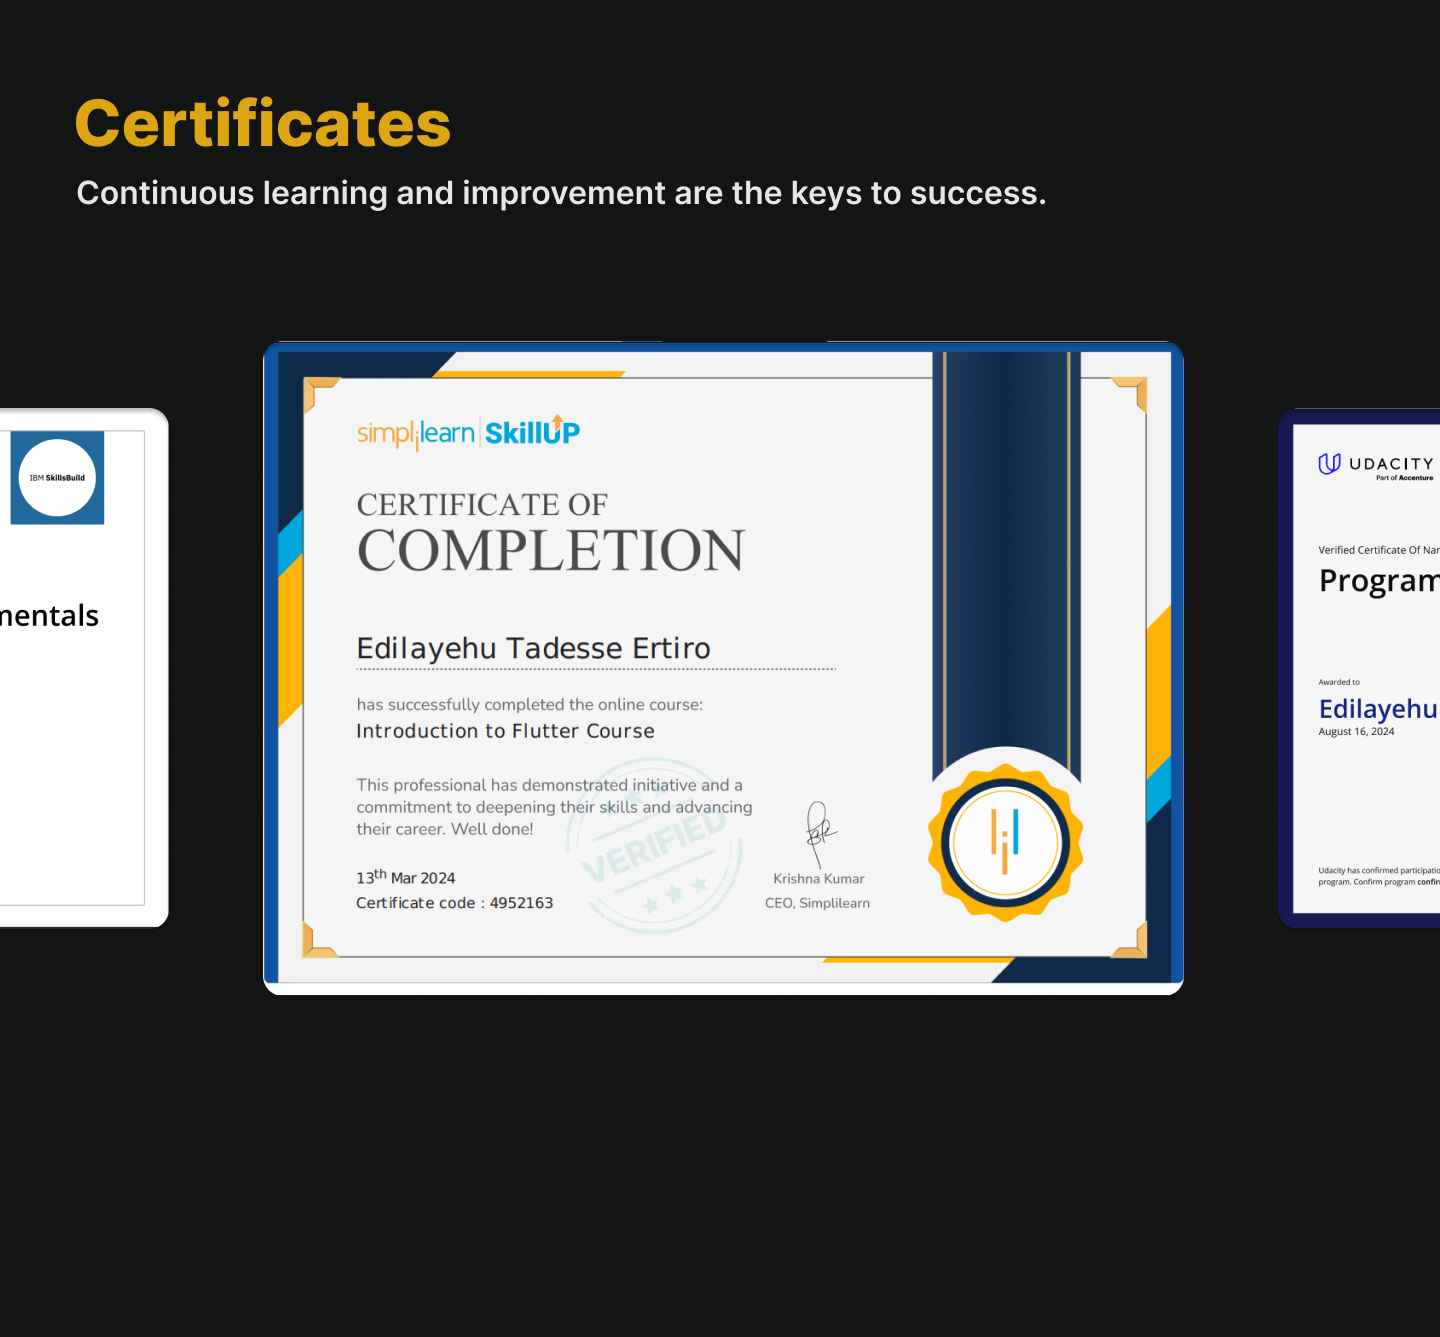 Certificates
Continuous learning and improvement are the keys to success.
IBM SkillsBuild
mentals
simplilearn | SkillUP
CERTIFICATE OF
COMPLETION
Edilayehu Tadesse Ertiro
has successfully completed the online course:
Introduction to Flutter Course
This professional has demonstrated initiative and a
commitment to deepening their skills and advancing
their career. Well done!
VERIFIED
13th Mar 2024
Certificate code : 4952163
Krishna Kumar
CEO, Simplilearn
UDACITY
Part of Accenture
Verified Certificate Of Nan
Program
Awarded to
Edilayehu
August 16, 2024
Udacity has confirmed participatio
program. Confirm program confir